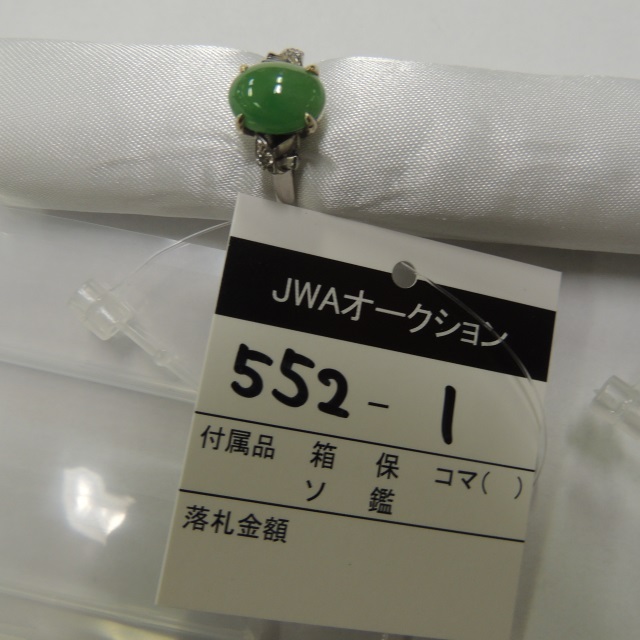 JWAオークション
552-1
付属品 箱 保 コマ( )
ソ 鑑
落札金額